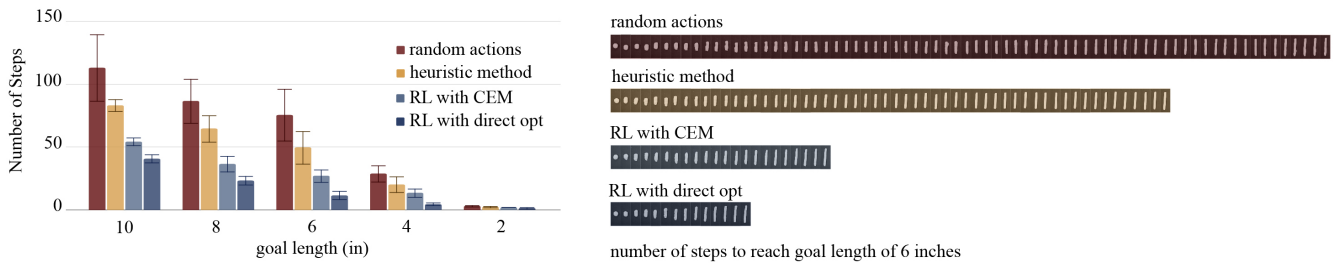 150
100
50
0
Number of Steps
random actions
heuristic method
RL with CEM
RL with direct opt
10 8 6 4 2
goal length (in)
random actions
heuristic method
RL with CEM
RL with direct opt
number of steps to reach goal length of 6 inches